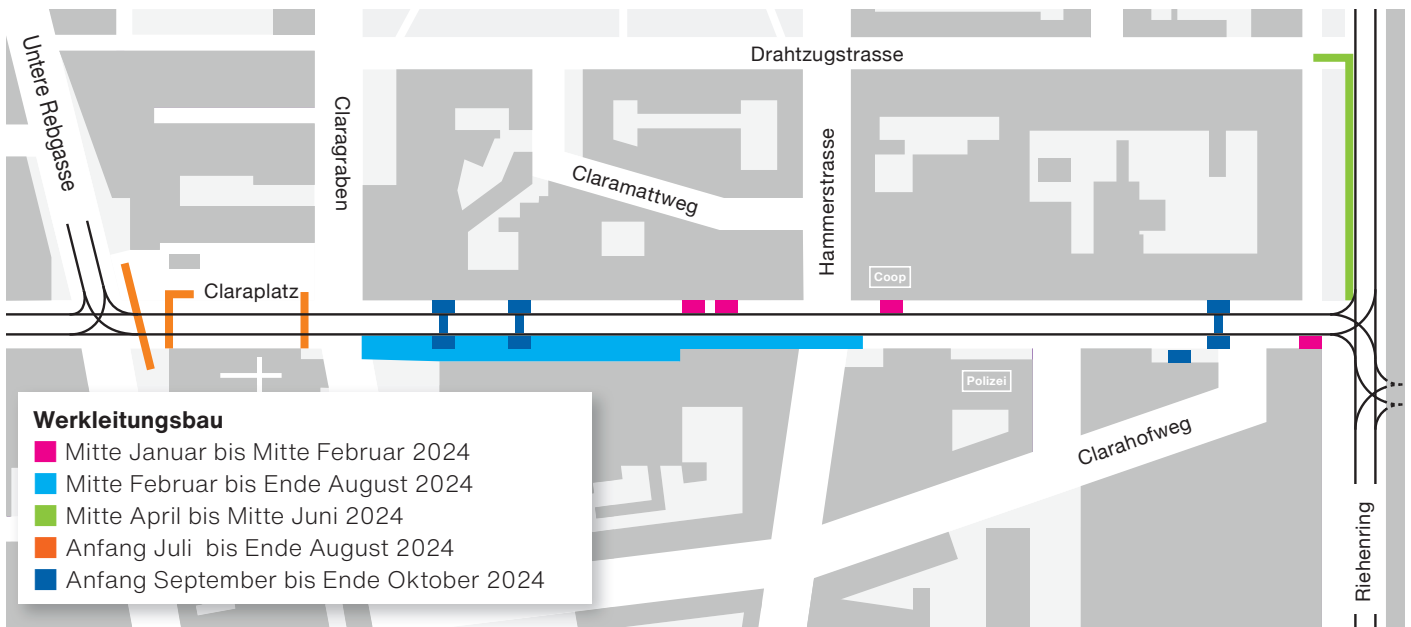 Drahtzugstrasse
Untere Rebgasse
Claragraben
Claramattweg
Hammerstrasse
Coop
Claraplatz
Polizei
Clarahofweg
Riehenring
Werkleitungsbau
Mitte Januar bis Mitte Februar 2024
Mitte Februar bis Ende August 2024
Mitte April bis Mitte Juni 2024
Anfang Juli  bis Ende August 2024
Anfang September bis Ende Oktober 2024